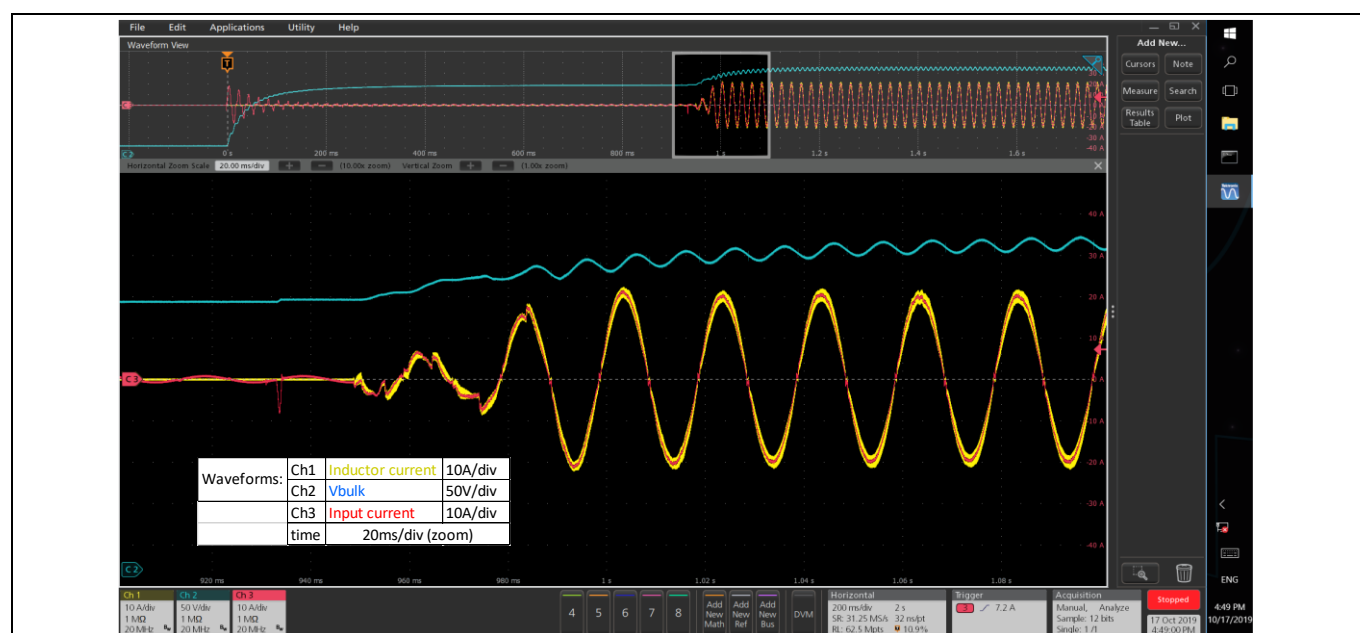 File Edit Applications Utility Help
Waveform View
Add New...
Cursors Note
Measure Search
Results Table Plot
T
C3
C2
0 s 200 ms 400 ms 600 ms 800 ms 1 s 1.2 s 1.4 s 1.6 s
-30 A
-40 A
Horizontal Zoom Scale 20.00 ms/div + − (10.00x zoom) Vertical Zoom + − (1.00x zoom)
40 A
30 A
20 A
10
C3
0 A
-10 A
-20 A
-30 A
-40 A
Waveforms: Ch1 Inductor current 10A/div
Ch2 Vbulk 50V/div
Ch3 Input current 10A/div
time 20ms/div (zoom)
C2
920 ms 940 ms 960 ms 980 ms 1 s 1.02 s 1.04 s 1.06 s 1.08 s
Ch 1
10 A/div
1 MΩ
20 MHz
Ch 2
50 V/div
1 MΩ
20 MHz
Ch 3
10 A/div
1 MΩ
20 MHz
4 5 6 7 8
Add New Math
Add New Ref
Add New Bus
DVM
Horizontal
200 ms/div 2 s
SR: 31.25 MS/s 32 ns/pt
RL: 62.5 Mpts 10.9%
Trigger
3 7.2 A
Acquisition
Manual, Analyze
Sample: 12 bits
Single: 1 /1
Stopped
17 Oct 2019
4:49:00 PM
ENG
4:49 PM
10/17/2019